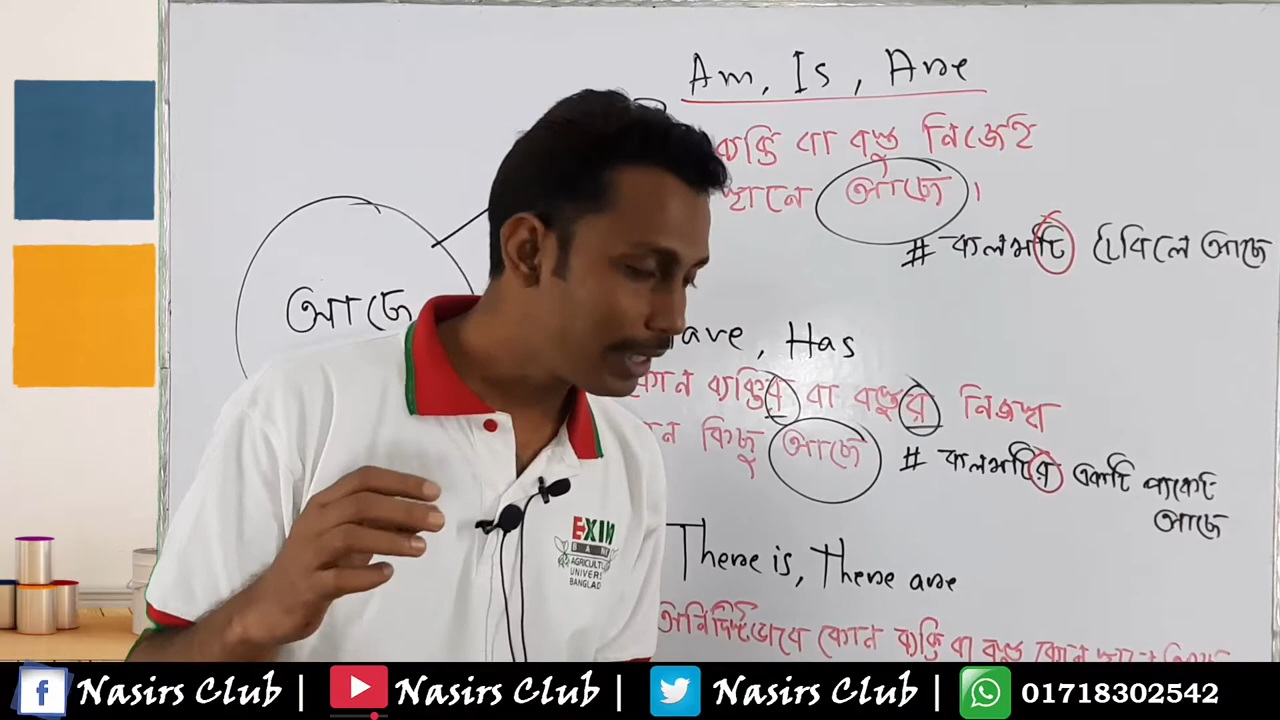 Am, Is, Are
ব্যক্তি বা বস্তু নিজেই
স্থানে আছে।
# কলমটি টেবিলে আছে
আছে
Has
কোন ব্যক্তির বা বস্তুর নিজস্ব
কিছু আছে
# কলমটির একটি পকেট
আছে
There is, There are
অনির্দিষ্টভাবে কোন ব্যক্তি বা বস্তু কোন
EXIM
BANK
AGRICULTU
UNIVERS
BANGLAD
Nasirs Club | Nasirs Club | Nasirs Club | 01718302542